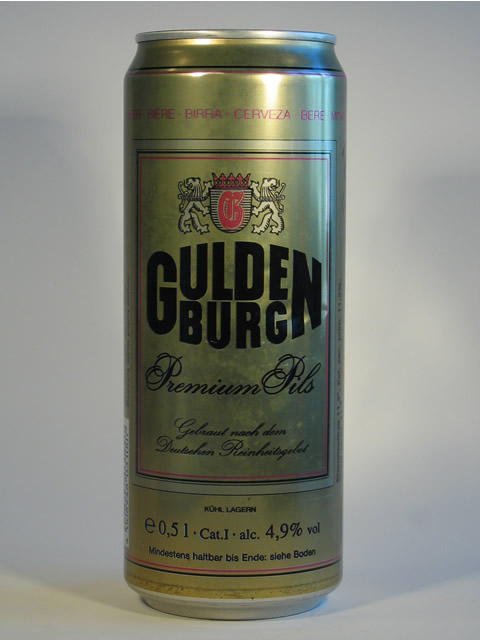 BIERE · BIRRA · CERVEZA · BERE
G
GULDEN
BURG
Premium Pils
Gebraut nach dem
Deutschen Reinheitsgebot
KÜHL LAGERN
℮ 0,5 l · Cat.I · alc. 4,9% vol
Mindestens haltbar bis Ende: siehe Boden